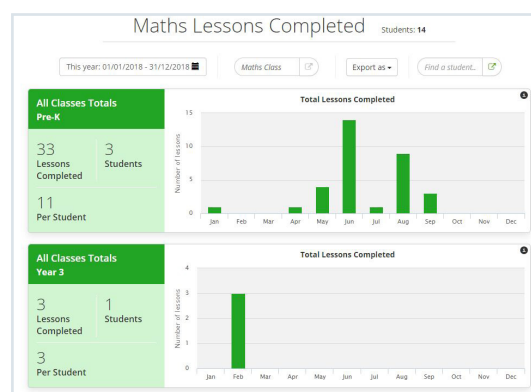 Maths Lessons Completed Students: 14
This year: 01/01/2018 - 31/12/2018 Maths Class Export as Find a student..
All Classes Totals
Pre-K
33
Lessons
Completed
3
Students
11
Per Student
Total Lessons Completed
Number of lessons
15
10
5
0
Jan Feb Mar Apr May Jun Jul Aug Sep Oct Nov Dec
All Classes Totals
Year 3
3
Lessons
Completed
1
Students
3
Per Student
Total Lessons Completed
Number of lessons
4
3
2
1
0
Jan Feb Mar Apr May Jun Jul Aug Sep Oct Nov Dec